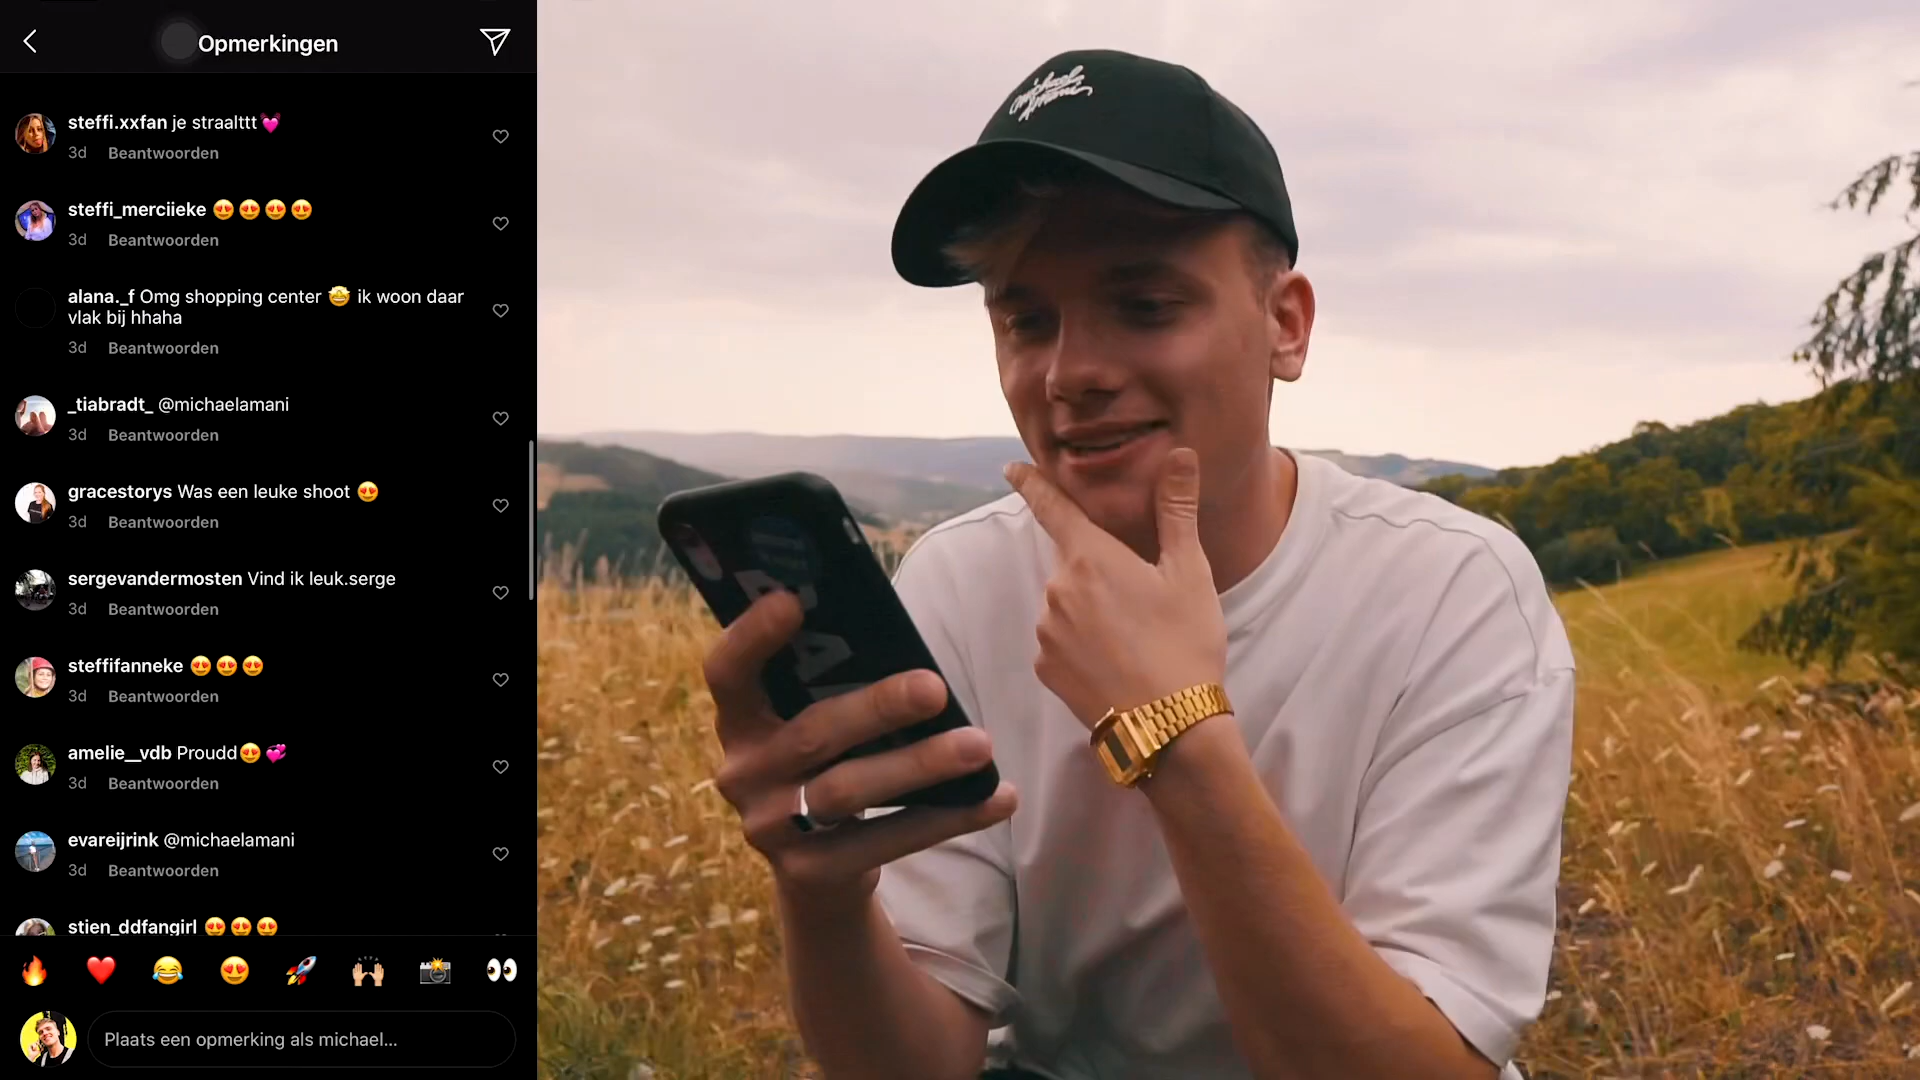 Opmerkingen
steffi.xxfan je straalttt💓
3d Beantwoorden
steffi_merciieke 😍😍😍😍
3d Beantwoorden
alana._f Omg shopping center 🤩 ik woon daar
vlak bij hhaha
3d Beantwoorden
_tiabradt_ @michaelamani
3d Beantwoorden
gracestorys Was een leuke shoot 😍
3d Beantwoorden
sergevandermosten Vind ik leuk.serge
3d Beantwoorden
steffifanneke 😍😍😍
3d Beantwoorden
amelie__vdb Proudd😍💞
3d Beantwoorden
evareijrink @michaelamani
3d Beantwoorden
stien_ddfangirl 😍😍😍
Plaats een opmerking als michael...
michael
Amani